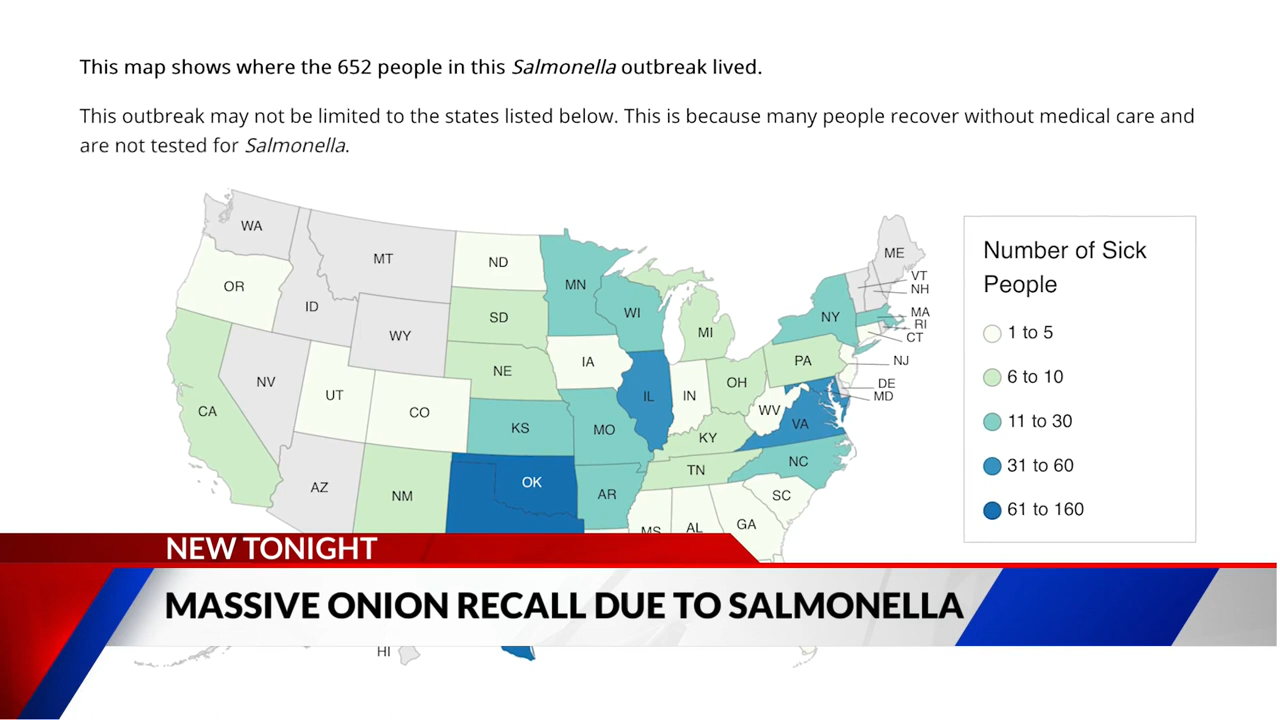 This map shows where the 652 people in this Salmonella outbreak lived.
This outbreak may not be limited to the states listed below. This is because many people recover without medical care and
are not tested for Salmonella.
WA
MT
ND
MN
ME
VT
NH
OR
ID
SD
WI
NY
MA
RI
CT
WY
MI
IA
NE
PA
NJ
NV
UT
CO
IL
IN
OH
DE
MD
CA
KS
MO
WV
VA
KY
NC
TN
AZ
NM
OK
AR
SC
MS
AL
GA
Number of Sick
People
1 to 5
6 to 10
11 to 30
31 to 60
61 to 160
NEW TONIGHT
MASSIVE ONION RECALL DUE TO SALMONELLA
HI